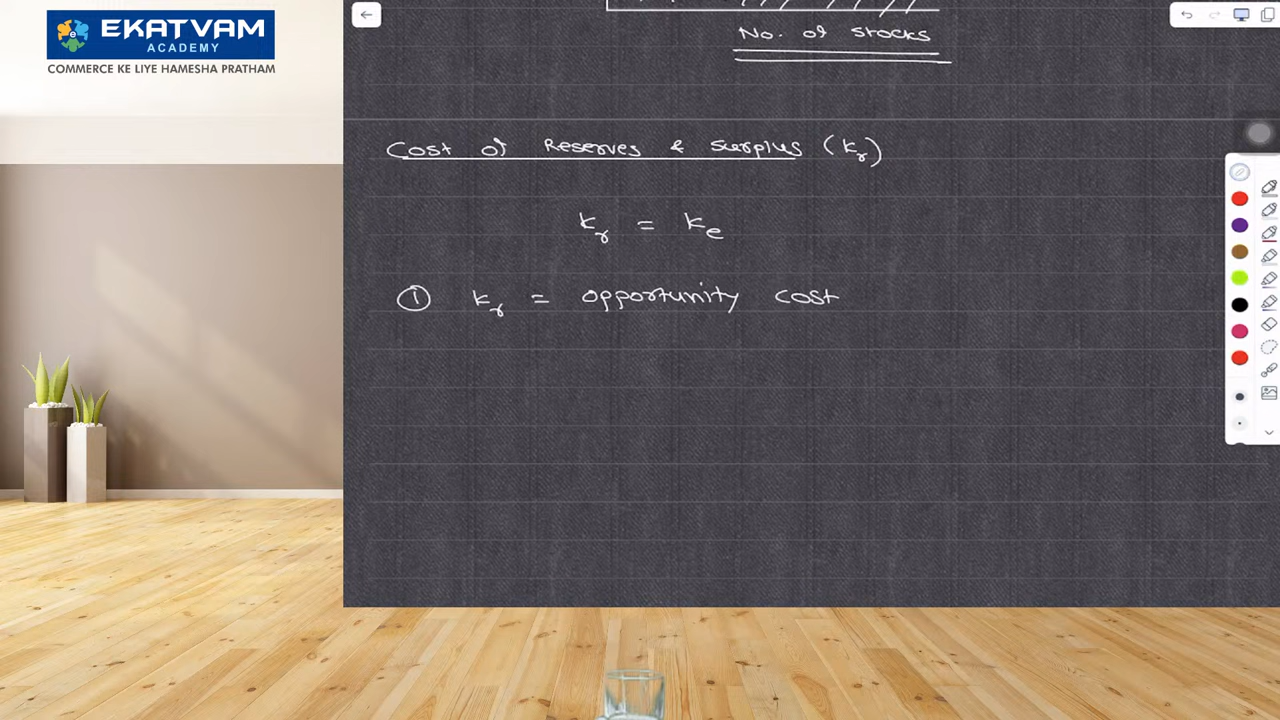 EKATVAM
ACADEMY
COMMERCE KE LIYE HAMESHA PRATHAM
No. of stocks
Cost of Reserves & Surplus (Kr)
Kr = Ke
① Kr = opportunity cost